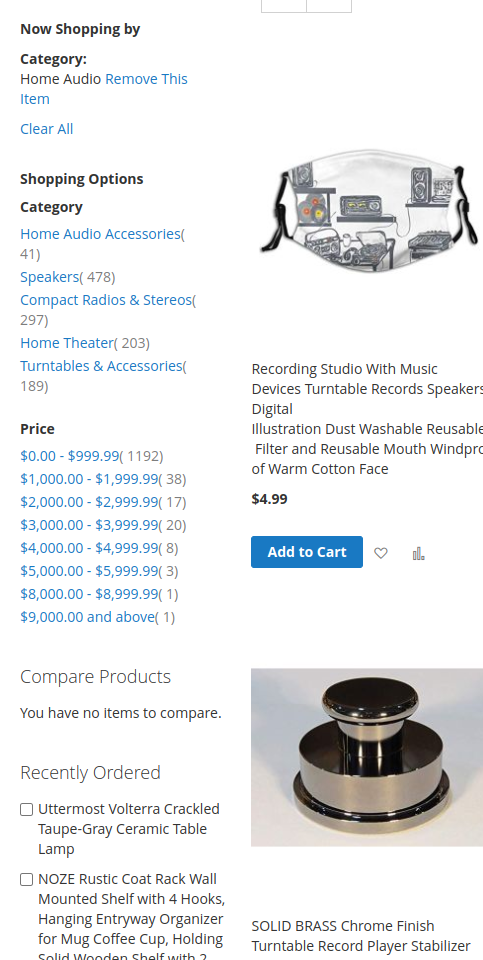 Now Shopping by
Category:
Home Audio Remove This
Item
Clear All
Shopping Options
Category
Home Audio Accessories(
41)
Speakers( 478)
Compact Radios & Stereos(
297)
Home Theater( 203)
Turntables & Accessories(
189)
Price
$0.00 - $999.99( 1192)
$1,000.00 - $1,999.99( 38)
$2,000.00 - $2,999.99( 17)
$3,000.00 - $3,999.99( 20)
$4,000.00 - $4,999.99( 8)
$5,000.00 - $5,999.99( 3)
$8,000.00 - $8,999.99( 1)
$9,000.00 and above( 1)
Compare Products
You have no items to compare.
Recently Ordered
Uttermost Volterra Crackled
Taupe-Gray Ceramic Table
Lamp
NOZE Rustic Coat Rack Wall
Mounted Shelf with 4 Hooks,
Hanging Entryway Organizer
for Mug Coffee Cup, Holding
Solid Wooden Shelf with 2
Recording Studio With Music
Devices Turntable Records Speakers
Digital
Illustration Dust Washable Reusable
Filter and Reusable Mouth Windpro
of Warm Cotton Face
$4.99
Add to Cart
SOLID BRASS Chrome Finish
Turntable Record Player Stabilizer